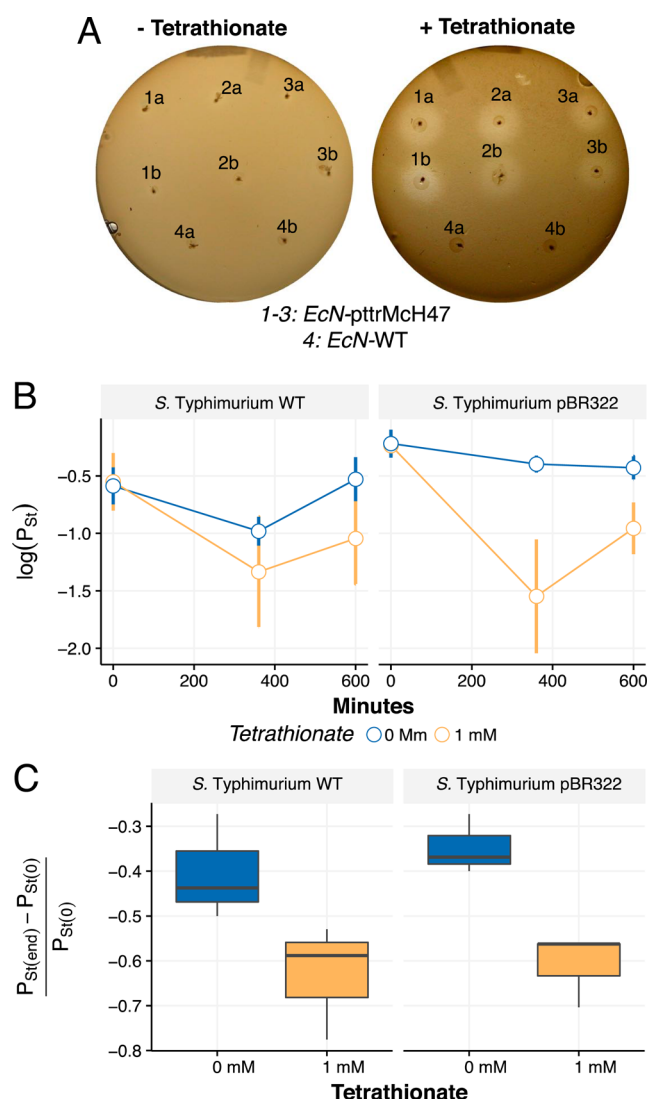 A
- Tetrathionate
+ Tetrathionate
1a
2a
3a
1b
2b
3b
4a
4b
1a
2a
3a
1b
2b
3b
4a
4b
1-3: EcN-pttrMcH47
4: EcN-WT
B
S. Typhimurium WT
S. Typhimurium pBR322
log(PSt)
−0.5
−1.0
−1.5
−2.0
0
200
400
600
0
200
400
600
Minutes
Tetrathionate 0 Mm 1 mM
C
S. Typhimurium WT
S. Typhimurium pBR322
PSt(end) − PSt(0)
PSt(0)
−0.3
−0.4
−0.5
−0.6
−0.7
−0.8
0 mM
1 mM
0 mM
1 mM
Tetrathionate